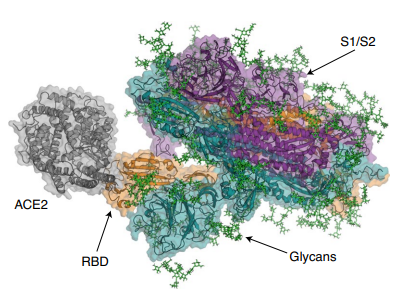 S1/S2
ACE2
RBD
Glycans